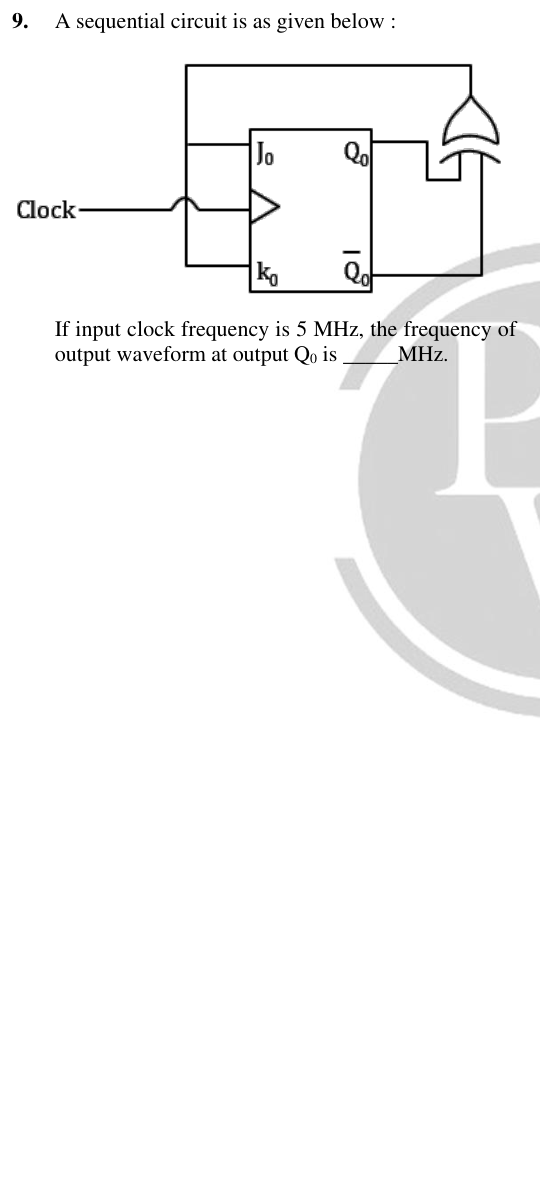 9. A sequential circuit is as given below :
J0 Q0
Clock
k0 Q̅0
If input clock frequency is 5 MHz, the frequency of
output waveform at output Q0 is _____MHz.
P